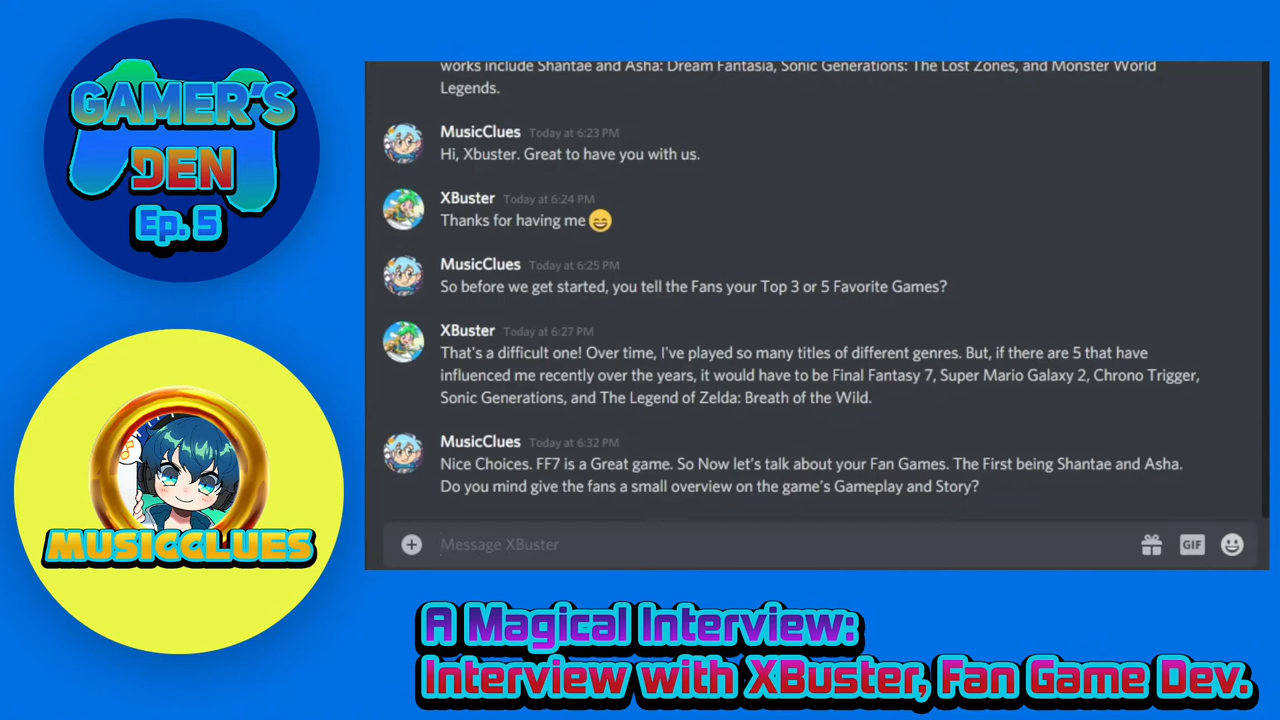 GAMER'S
DEN
Ep. 5
MUSICCLUES
works include Shantae and Asha: Dream Fantasia, Sonic Generations: The Lost Zones, and Monster World
Legends.
MusicClues Today at 6:23 PM
Hi, Xbuster. Great to have you with us.
XBuster Today at 6:24 PM
Thanks for having me
MusicClues Today at 6:25 PM
So before we get started, you tell the Fans your Top 3 or 5 Favorite Games?
XBuster Today at 6:27 PM
That's a difficult one! Over time, I've played so many titles of different genres. But, if there are 5 that have
influenced me recently over the years, it would have to be Final Fantasy 7, Super Mario Galaxy 2, Chrono Trigger,
Sonic Generations, and The Legend of Zelda: Breath of the Wild.
MusicClues Today at 6:32 PM
Nice Choices. FF7 is a Great game. So Now let's talk about your Fan Games. The First being Shantae and Asha.
Do you mind give the fans a small overview on the game's Gameplay and Story?
Message XBuster
GIF
A Magical Interview:
Interview with XBuster, Fan Game Dev.